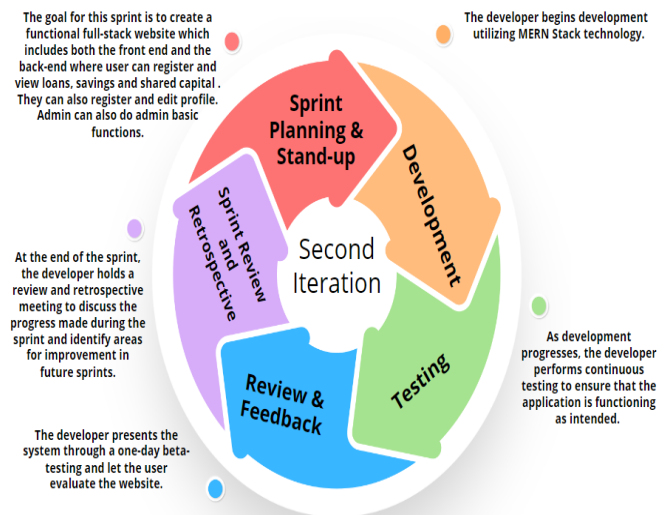 The goal for this sprint is to create a
functional full-stack website which
includes both the front end and the
back-end where user can register and
view loans, savings and shared capital .
They can also register and edit profile.
Admin can also do admin basic
functions.
The developer begins development
utilizing MERN Stack technology.
Sprint
Planning &
Stand-up
Development
Sprint Review
and
Retrospective
Second
Iteration
At the end of the sprint,
the developer holds a
review and retrospective
meeting to discuss the
progress made during the
sprint and identify areas
for improvement in
future sprints.
As development
progresses, the developer
performs continuous
testing to ensure that the
application is functioning
as intended.
Testing
Review &
Feedback
The developer presents the
system through a one-day beta-
testing and let the user
evaluate the website.